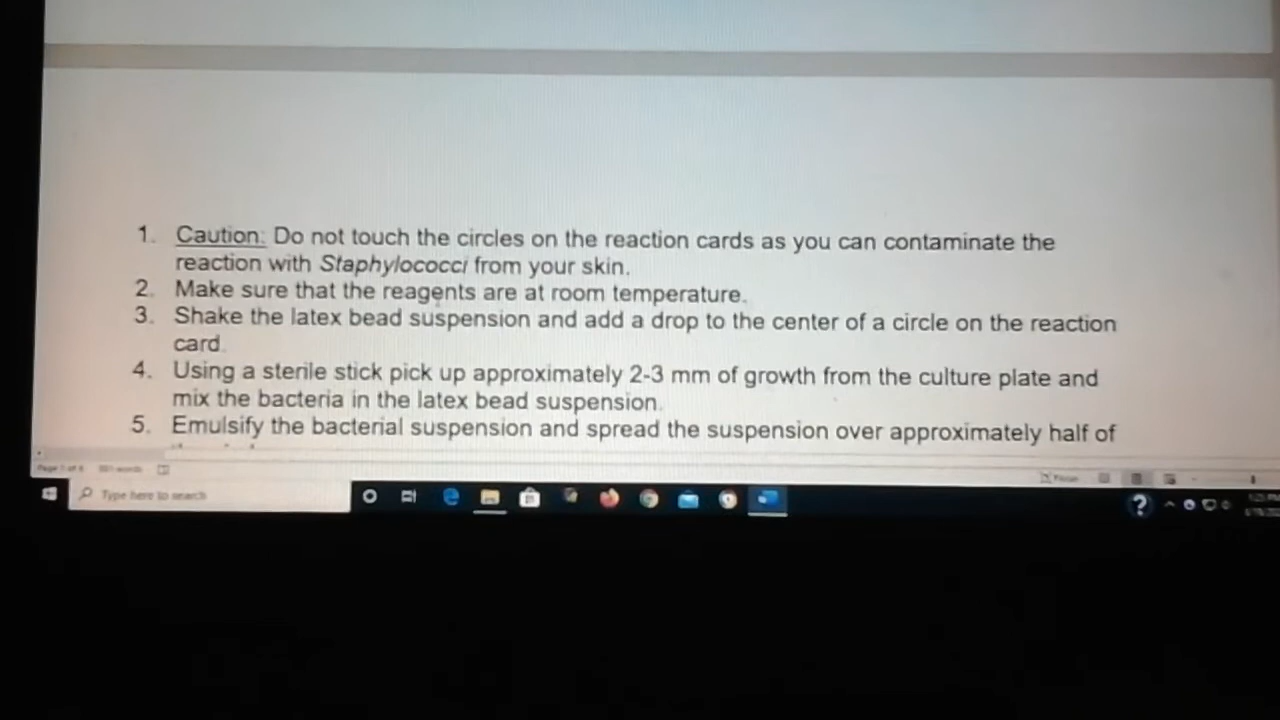 1. Caution: Do not touch the circles on the reaction cards as you can contaminate the
reaction with Staphylococci from your skin.
2. Make sure that the reagents are at room temperature.
3. Shake the latex bead suspension and add a drop to the center of a circle on the reaction
card.
4. Using a sterile stick pick up approximately 2-3 mm of growth from the culture plate and
mix the bacteria in the latex bead suspension.
5. Emulsify the bacterial suspension and spread the suspension over approximately half of
Focus
Type here to search